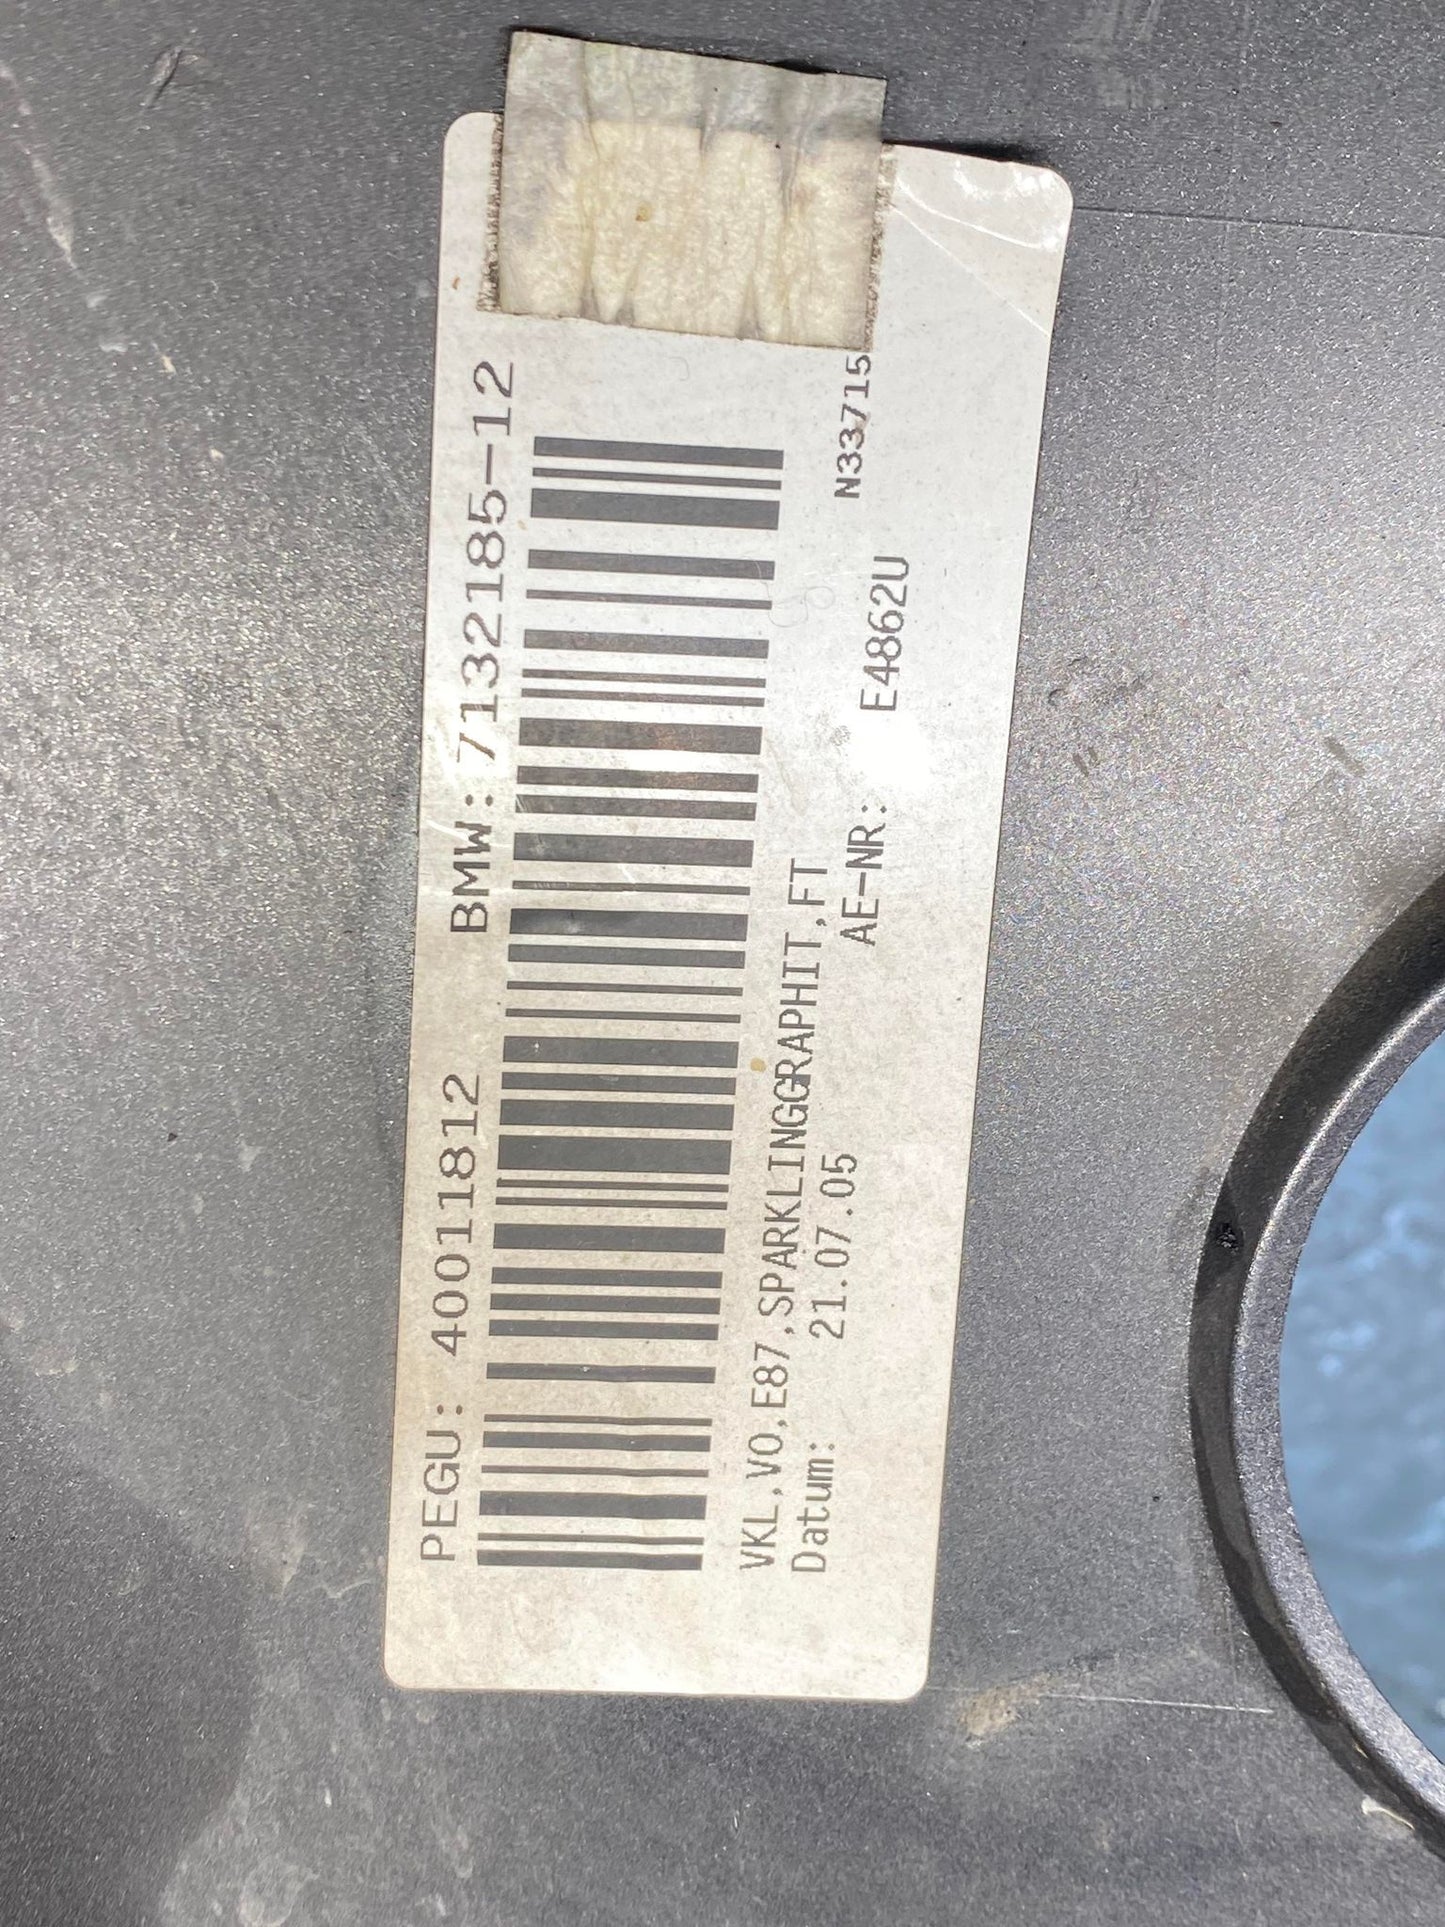 PEGU: 40011812 BMW: 7132185-12
VKL,VO,E87,SPARKLINGGRAPHIT,FT N33715
Datum: 21.07.05 AE-NR: E4862U